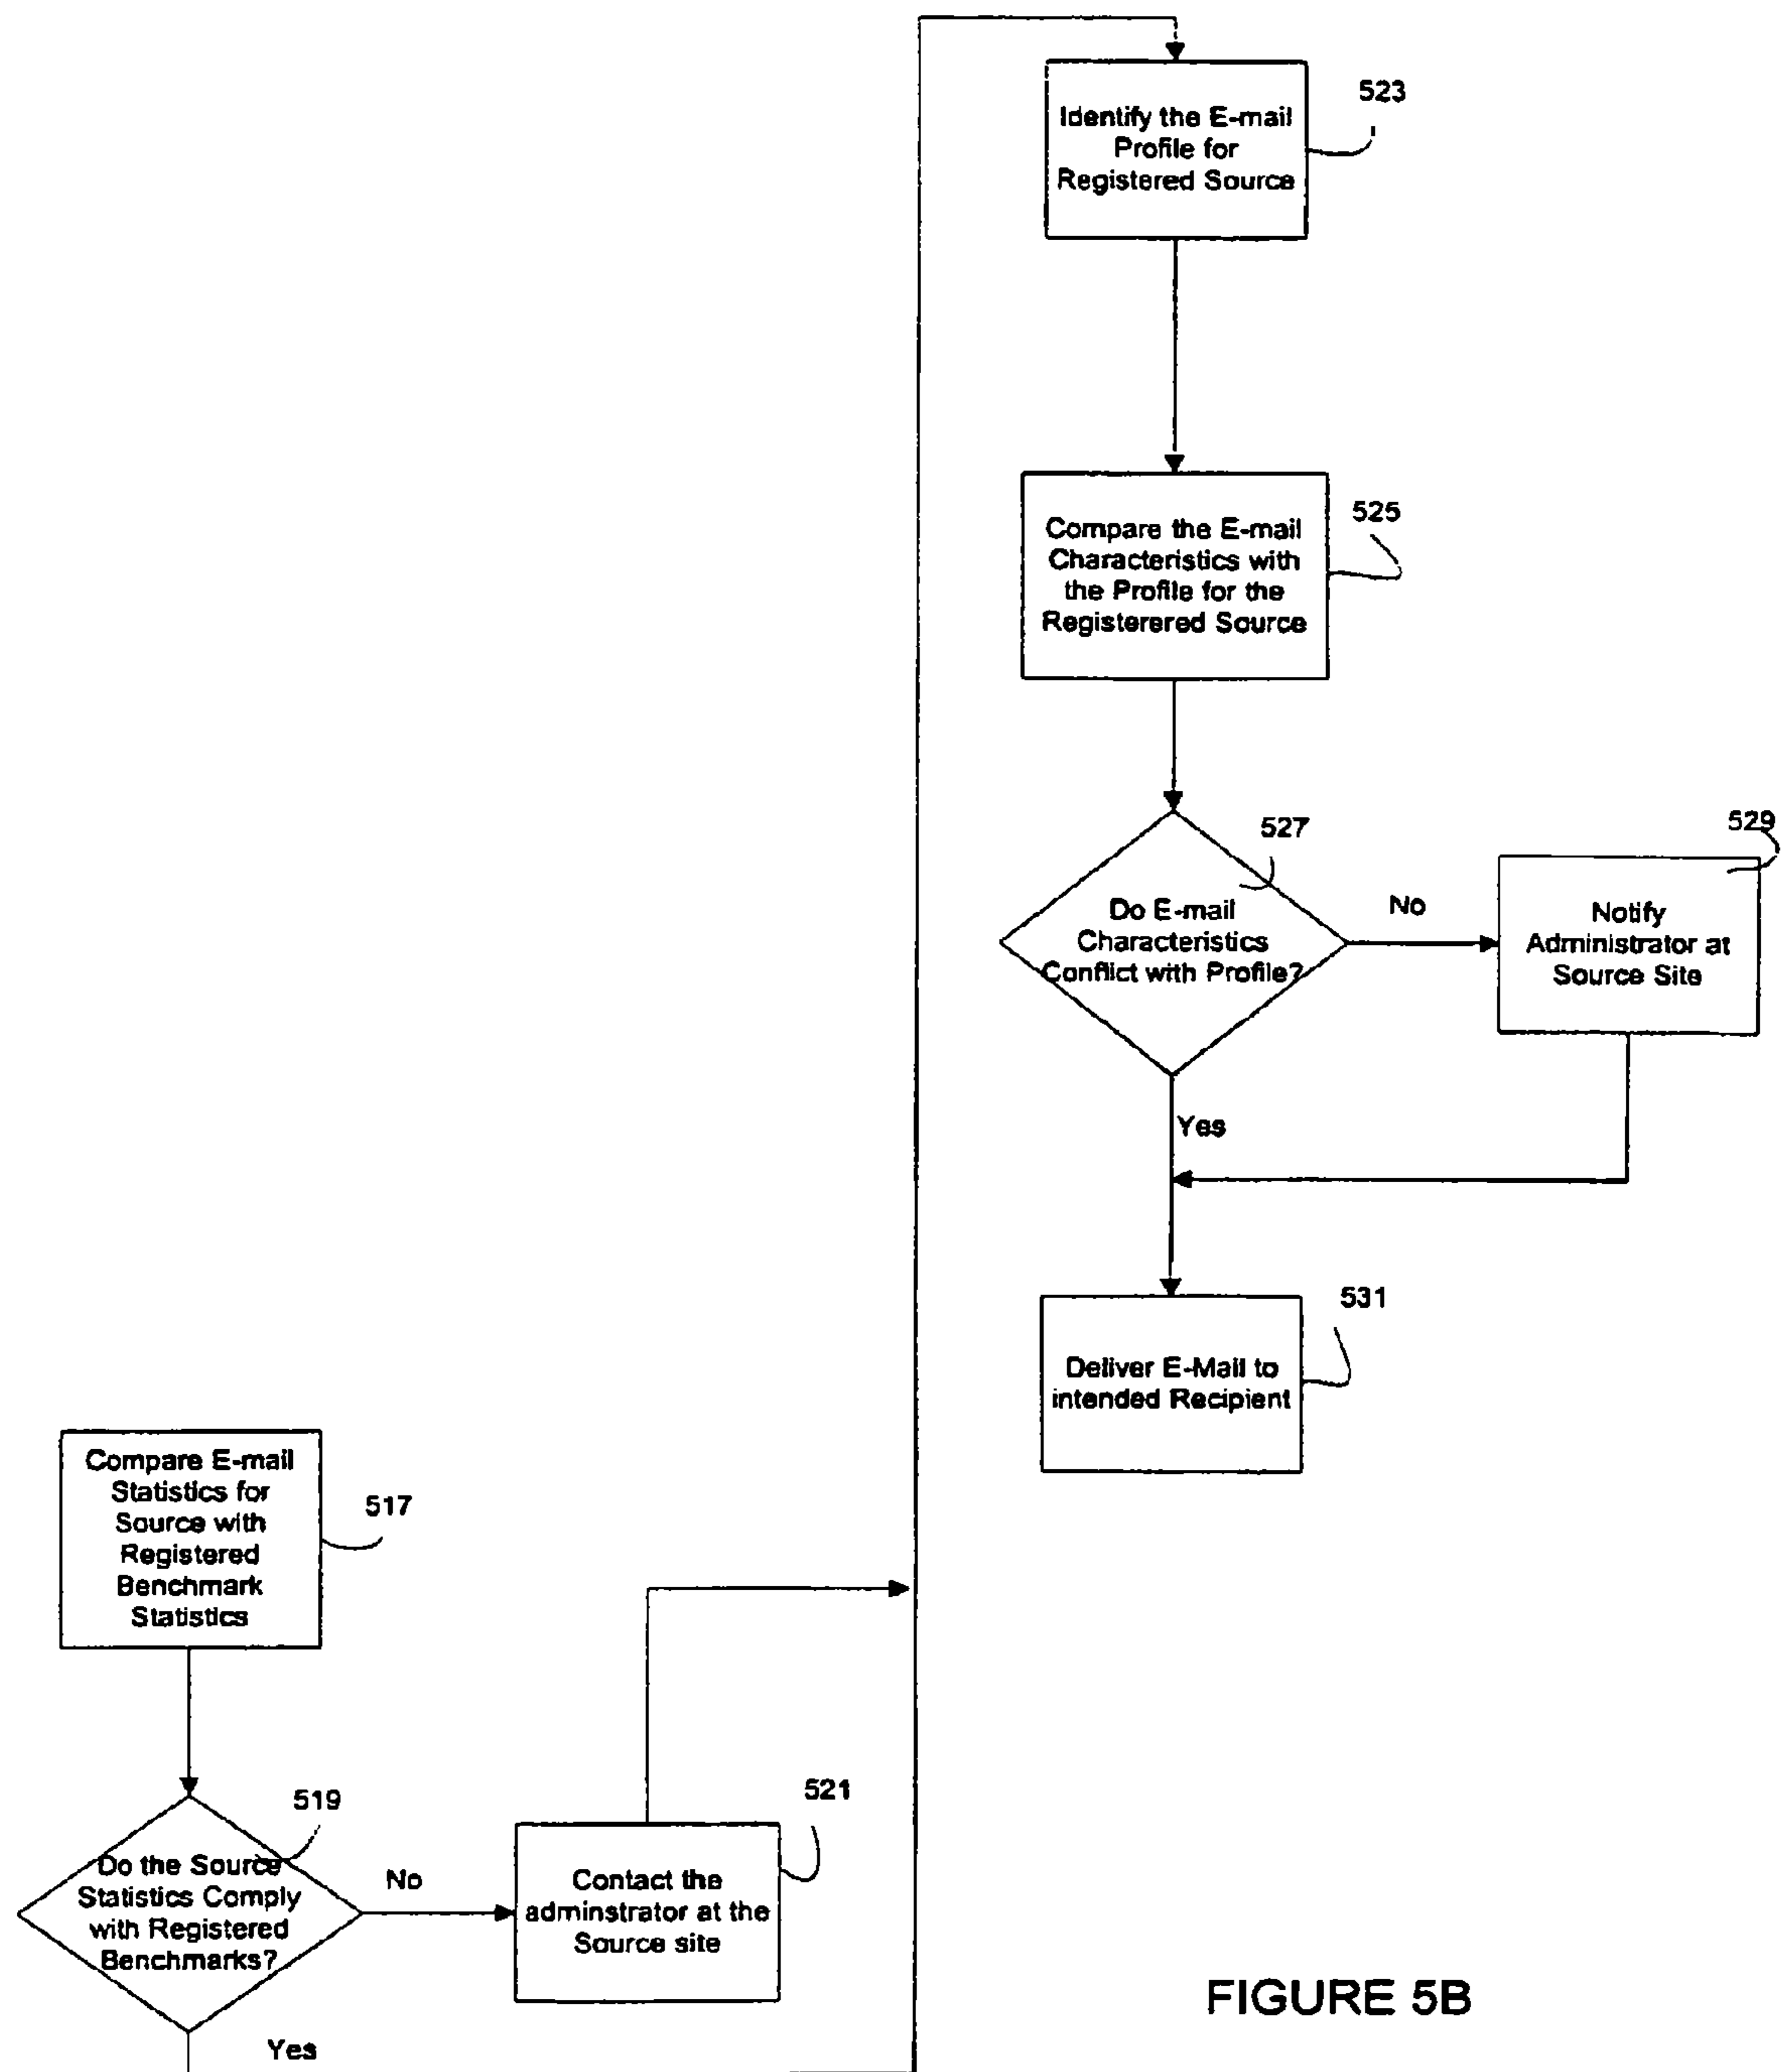 523
Identify the E-mail
Profile for
Registered Source
525
Compare the E-mail
Characteristics with
the Profile for the
Registerered Source
527
Do E-mail
Characteristics
Conflict with Profile?
No
529
Notify
Administrator at
Source Site
Yes
531
Deliver E-Mail to
intended Recipient
Compare E-mail
Statistics for
Source with
Registered
Benchmark
Statistics
517
519
Do the Source
Statistics Comply
with Registered
Benchmarks?
No
521
Contact the
adminstrator at the
Source site
Yes
FIGURE 5B